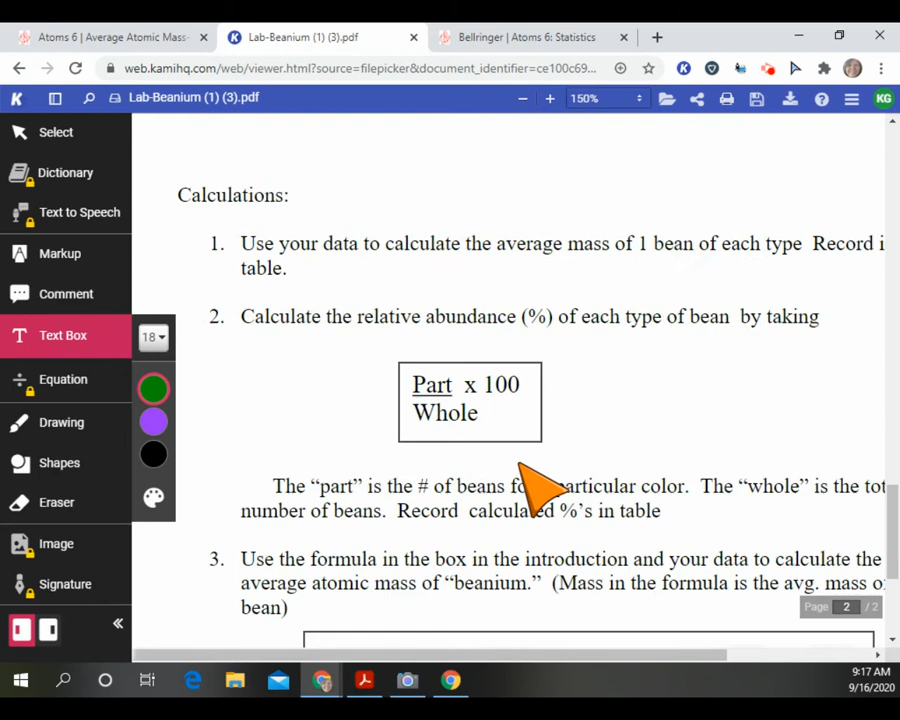 Atoms 6 | Average Atomic Mass-
Lab-Beanium (1) (3).pdf
Bellringer | Atoms 6: Statistics
web.kamihq.com/web/viewer.html?source=filepicker&document_identifier=ce100c69...
K
Lab-Beanium (1) (3).pdf
150%
KG
Select
Dictionary
Text to Speech
Markup
Comment
Text Box
Equation
Drawing
Shapes
Eraser
Image
Signature
18
Calculations:
1. Use your data to calculate the average mass of 1 bean of each type Record i
table.
2. Calculate the relative abundance (%) of each type of bean by taking
Part x 100
Whole
The “part” is the # of beans particular color. The “whole” is the tot
number of beans. Record calculated %’s in table
3. Use the formula in the box in the introduction and your data to calculate the
average atomic mass of “beanium.” (Mass in the formula is the avg. mass o
bean)
Page 2 / 2
9:17 AM
9/16/2020